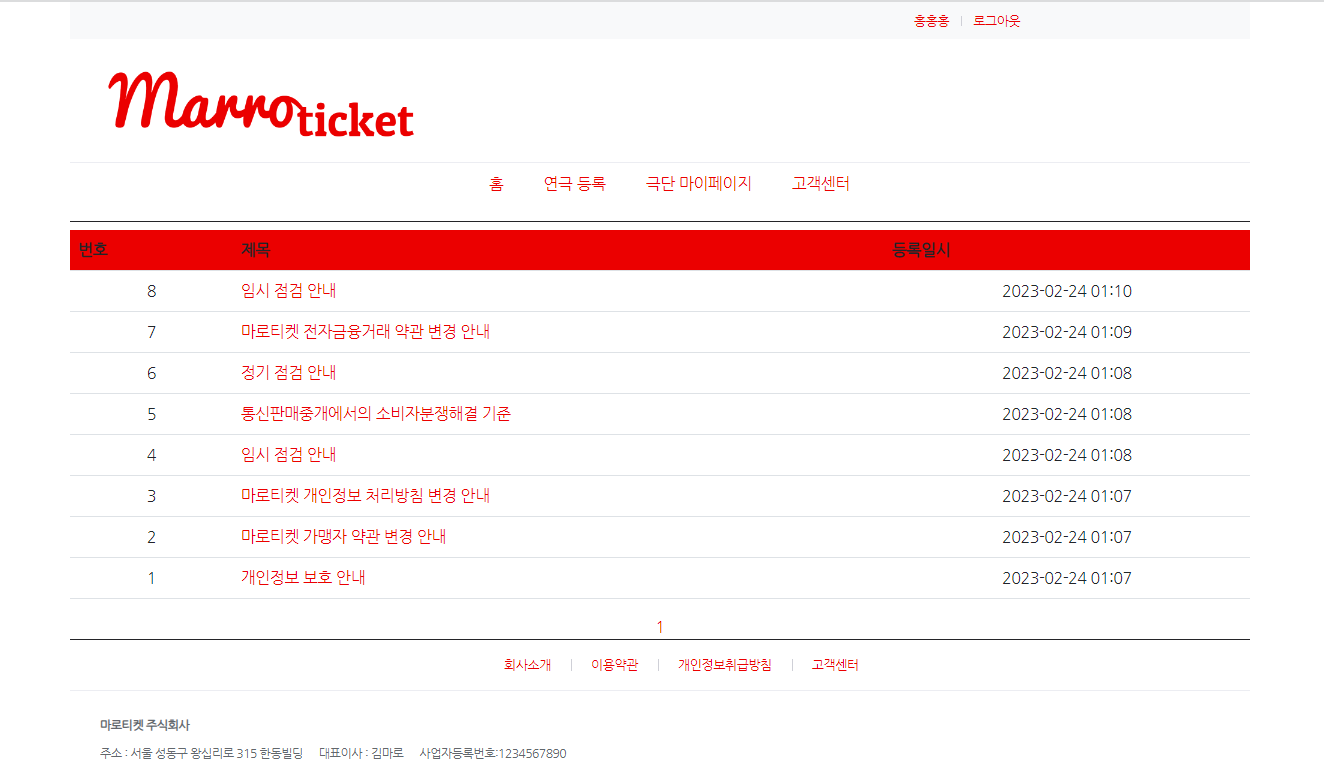 홍홍홍 로그아웃
Marroticket
홈 연극 등록 극단 마이페이지 고객센터
번호 제목 등록일시
8 임시 점검 안내 2023-02-24 01:10
7 마로티켓 전자금융거래 약관 변경 안내 2023-02-24 01:09
6 정기 점검 안내 2023-02-24 01:08
5 통신판매중개에서의 소비자분쟁해결 기준 2023-02-24 01:08
4 임시 점검 안내 2023-02-24 01:08
3 마로티켓 개인정보 처리방침 변경 안내 2023-02-24 01:07
2 마로티켓 가맹자 약관 변경 안내 2023-02-24 01:07
1 개인정보 보호 안내 2023-02-24 01:07
1
회사소개 이용약관 개인정보취급방침 고객센터
마로티켓 주식회사
주소 : 서울 성동구 왕십리로 315 한동빌딩 대표이사 : 김마로 사업자등록번호:1234567890